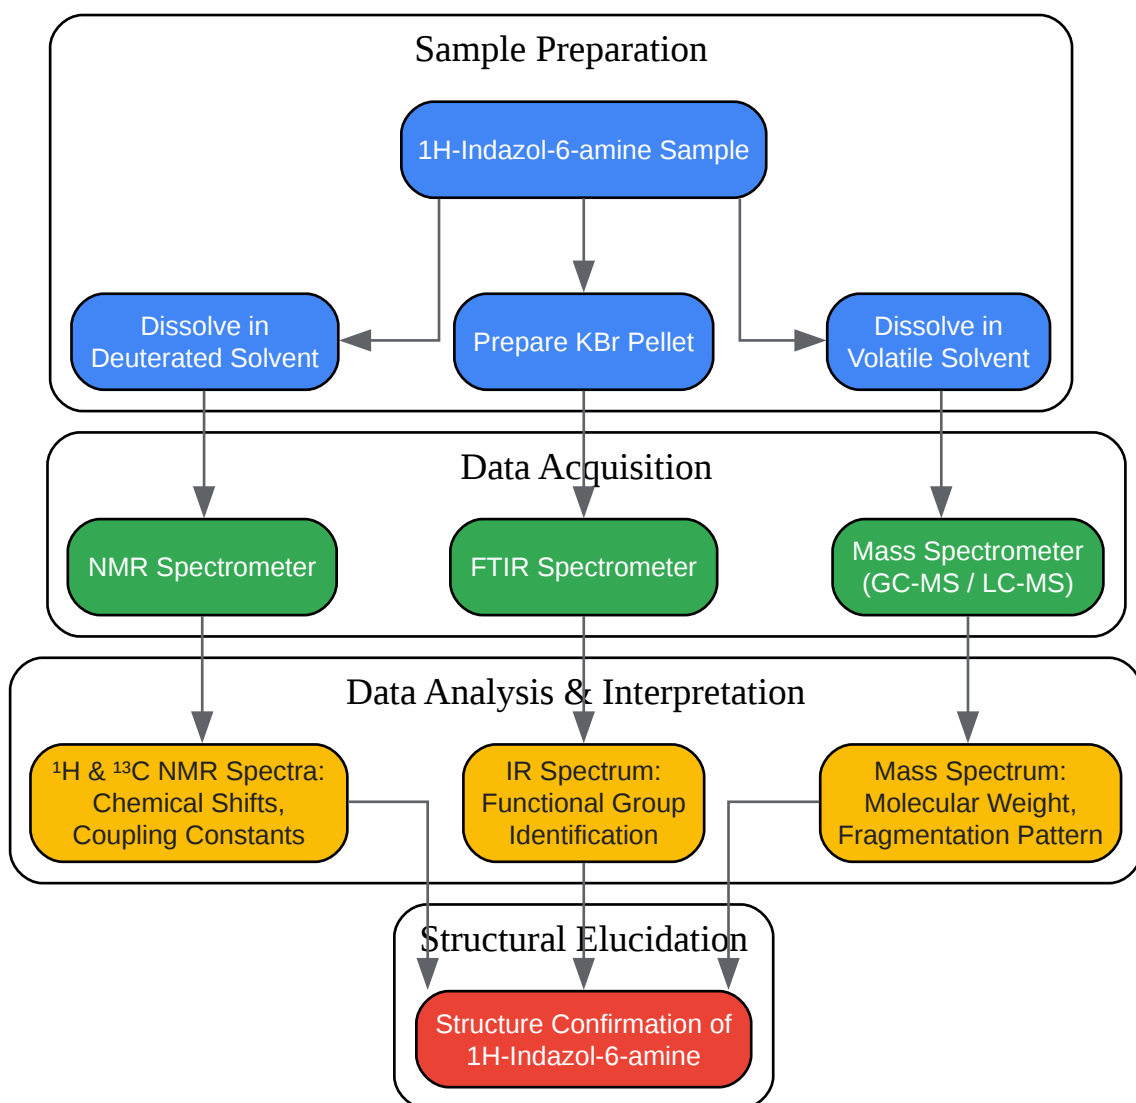 Sample Preparation
1H-Indazol-6-amine Sample
Dissolve in
Deuterated Solvent
Prepare KBr Pellet
Dissolve in
Volatile Solvent
Data Acquisition
NMR Spectrometer
FTIR Spectrometer
Mass Spectrometer
(GC-MS / LC-MS)
Data Analysis & Interpretation
¹H & ¹³C NMR Spectra:
Chemical Shifts,
Coupling Constants
IR Spectrum:
Functional Group
Identification
Mass Spectrum:
Molecular Weight,
Fragmentation Pattern
Structural Elucidation
Structure Confirmation of
1H-Indazol-6-amine